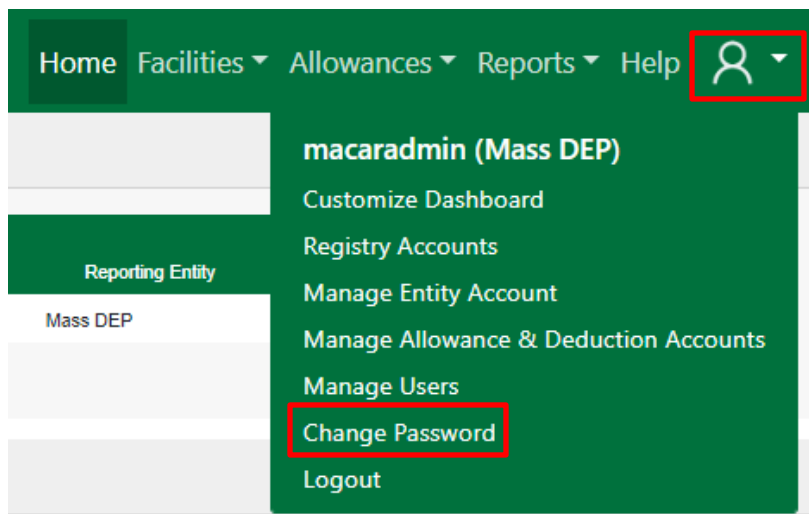 Home Facilities Allowances Reports Help
macaradmin (Mass DEP)
Customize Dashboard
Registry Accounts
Reporting Entity
Manage Entity Account
Mass DEP
Manage Allowance & Deduction Accounts
Manage Users
Change Password
Logout